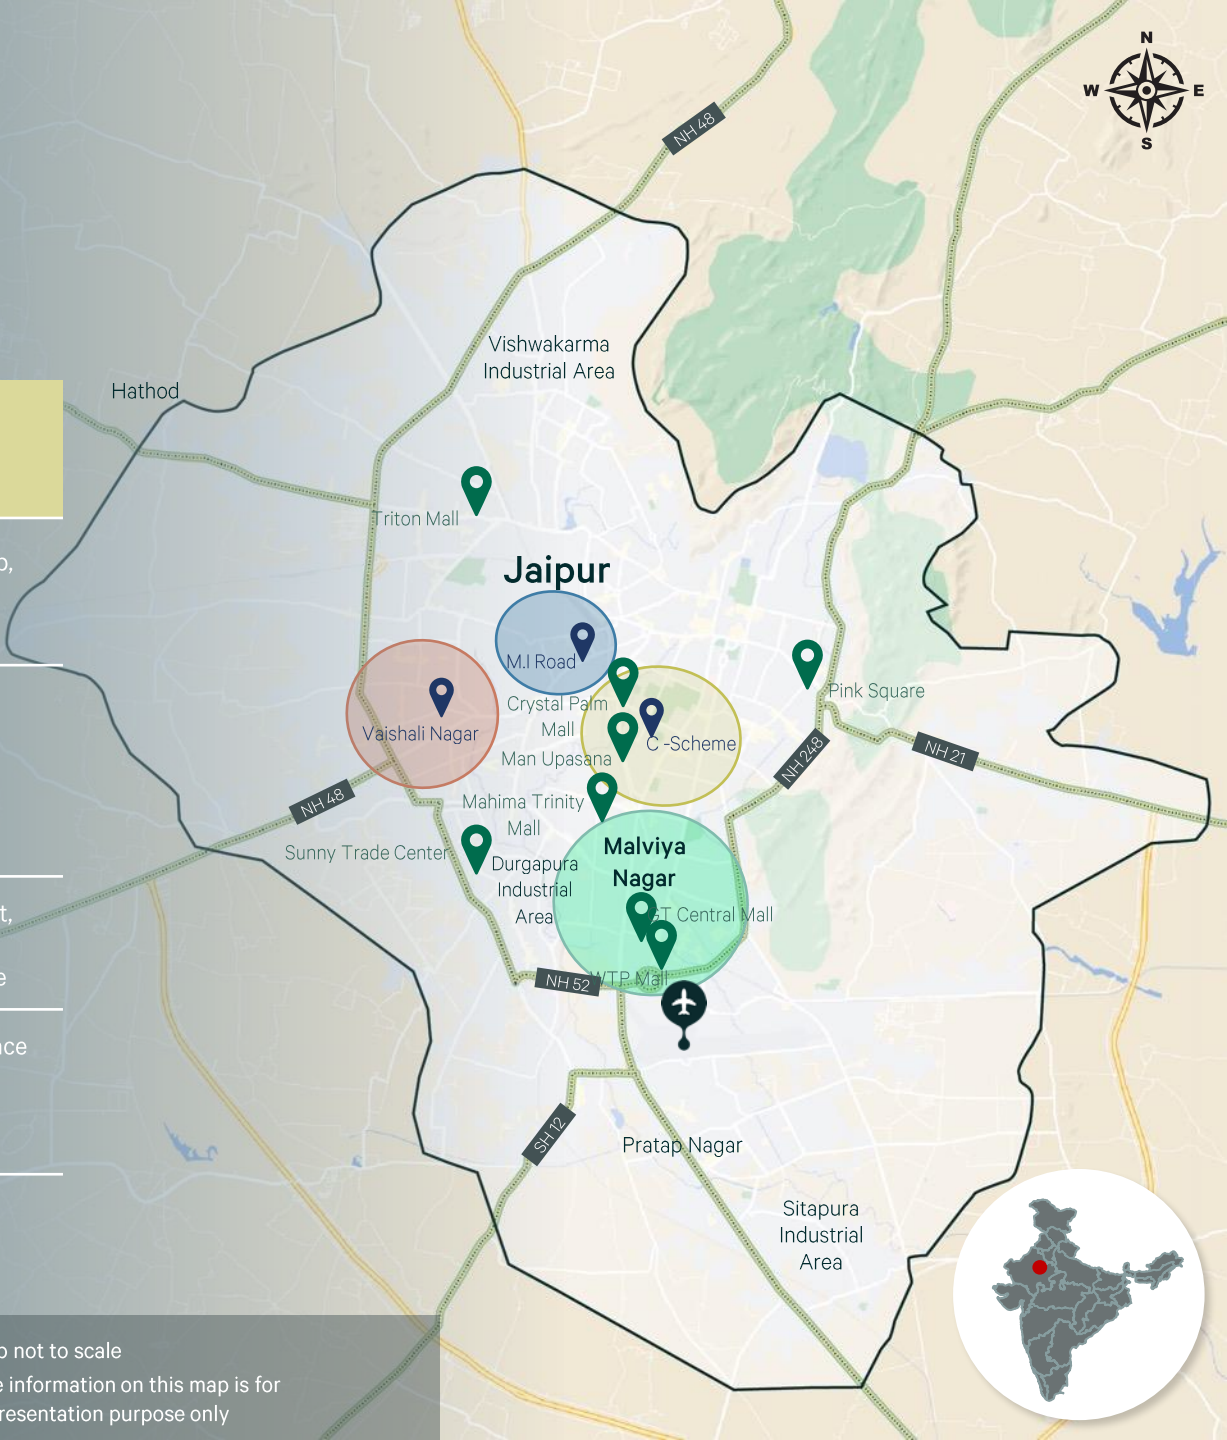 N
W E
S
NH 48
Vishwakarma
Industrial Area
Hathod
Triton Mall
Jaipur
M.I Road
Crystal Palm
Mall
Pink Square
Vaishali Nagar
C -Scheme
Man Upasana
NH 248
NH 21
NH 48
Mahima Trinity
Mall
Sunny Trade Center
Durgapura
Industrial
Area
Malviya
Nagar
GT Central Mall
WTP Mall
NH 52
t,
e
SH 12
Pratap Nagar
Sitapura
Industrial
Area
not to scale
information on this map is for
purpose only